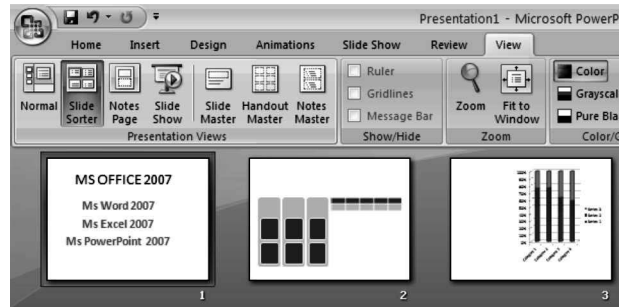 Presentation1 - Microsoft PowerP
Home Insert Design Animations Slide Show Review View
Normal Slide Sorter Notes Page Slide Show Slide Master Handout Master Notes Master
Presentation Views
Ruler
Gridlines
Message Bar
Show/Hide
Zoom Fit to Window
Zoom
Color
Grayscal
Pure Bla
Color/G
MS OFFICE 2007
Ms Word 2007
Ms Excel 2007
Ms PowerPoint 2007
1
2
3